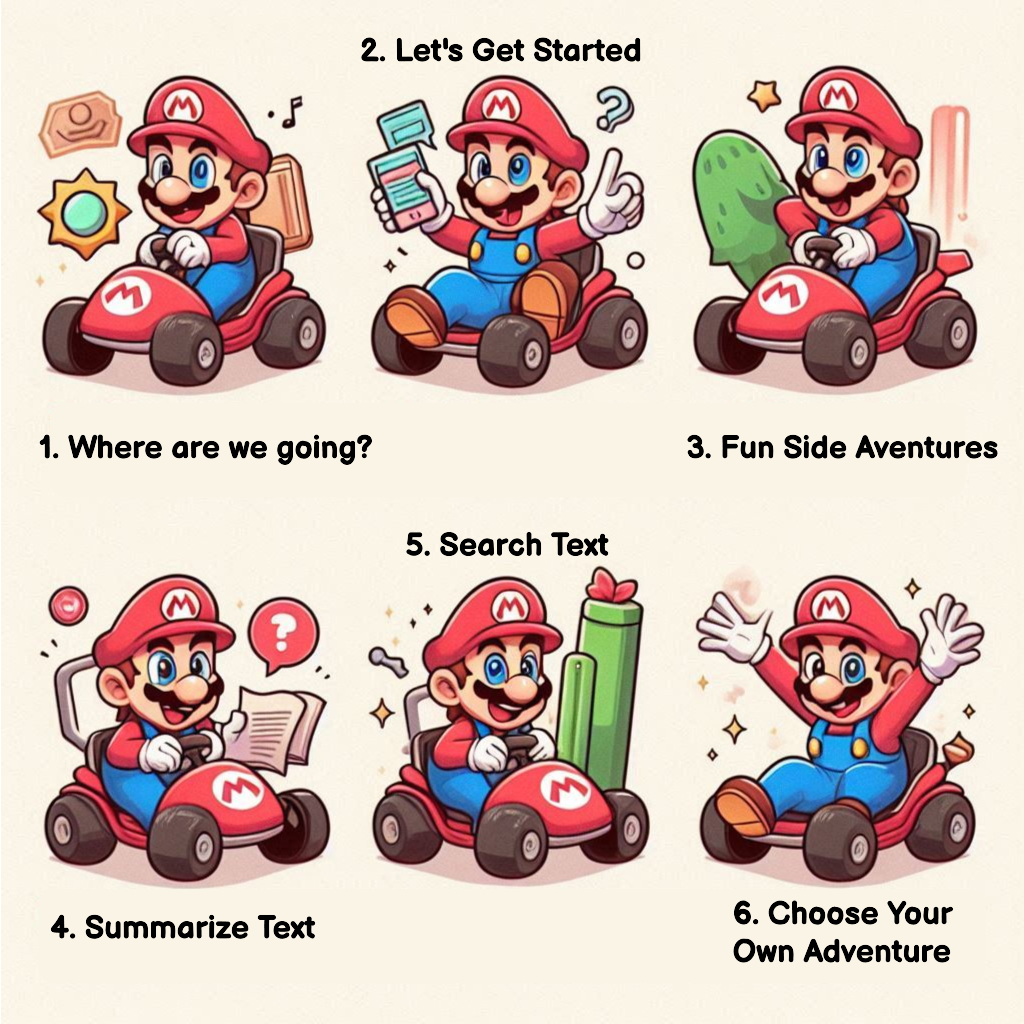 2. Let's Get Started
1. Where are we going?
3. Fun Side Aventures
5. Search Text
4. Summarize Text
6. Choose Your
Own Adventure